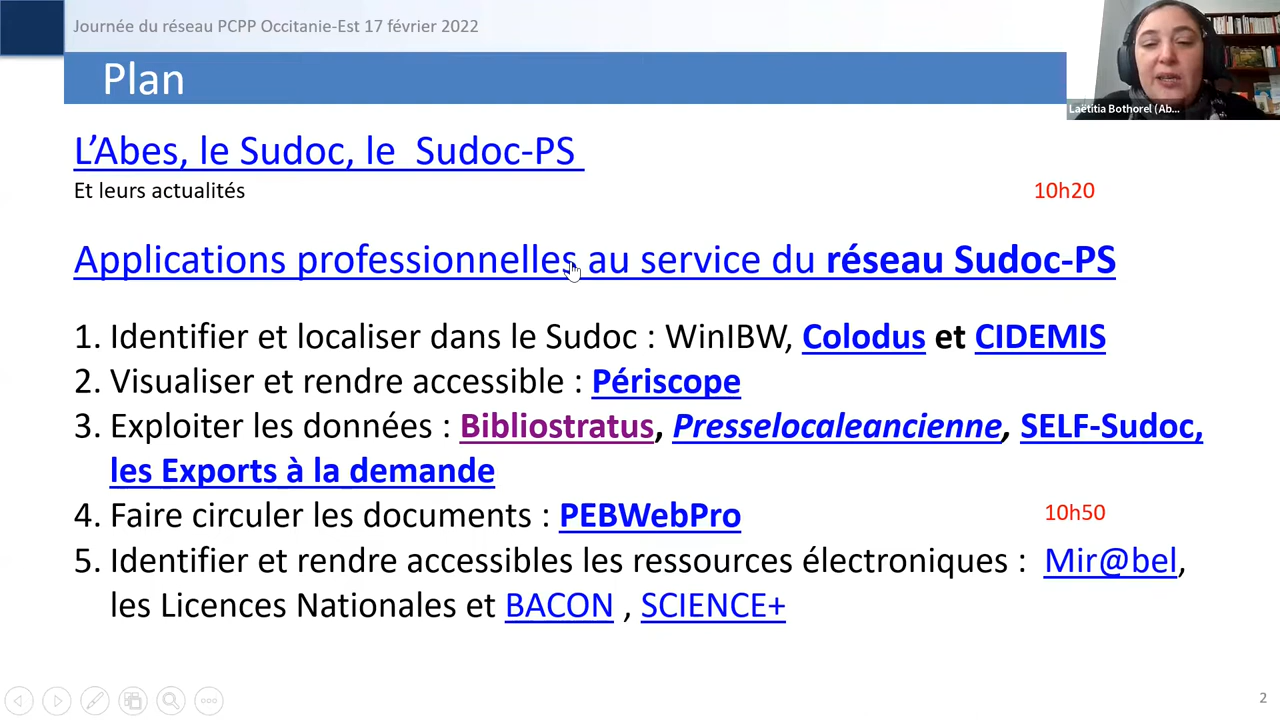 Journée du réseau PCPP Occitanie-Est 17 février 2022
Plan
Laëtitia Bothorel (Ab...
L'Abes, le Sudoc, le  Sudoc-PS
Et leurs actualités
10h20
Applications professionnelles au service du réseau Sudoc-PS
1. Identifier et localiser dans le Sudoc : WinIBW, Colodus et CIDEMIS
2. Visualiser et rendre accessible : Périscope
3. Exploiter les données : Bibliostratus, Presselocaleancienne, SELF-Sudoc,
les Exports à la demande
4. Faire circuler les documents : PEBWebPro
10h50
5. Identifier et rendre accessibles les ressources électroniques : Mir@bel,
les Licences Nationales et BACON , SCIENCE+
2